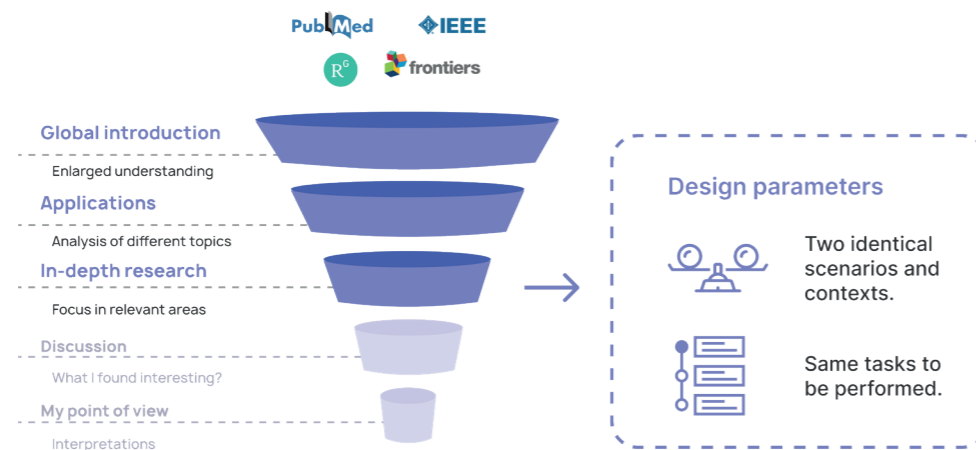 PubMed
IEEE
RG
frontiers
Global introduction
Enlarged understanding
Applications
Analysis of different topics
In-depth research
Focus in relevant areas
Discussion
What I found interesting?
My point of view
Interpretations
Design parameters
Two identical
scenarios and
contexts.
Same tasks to
be performed.